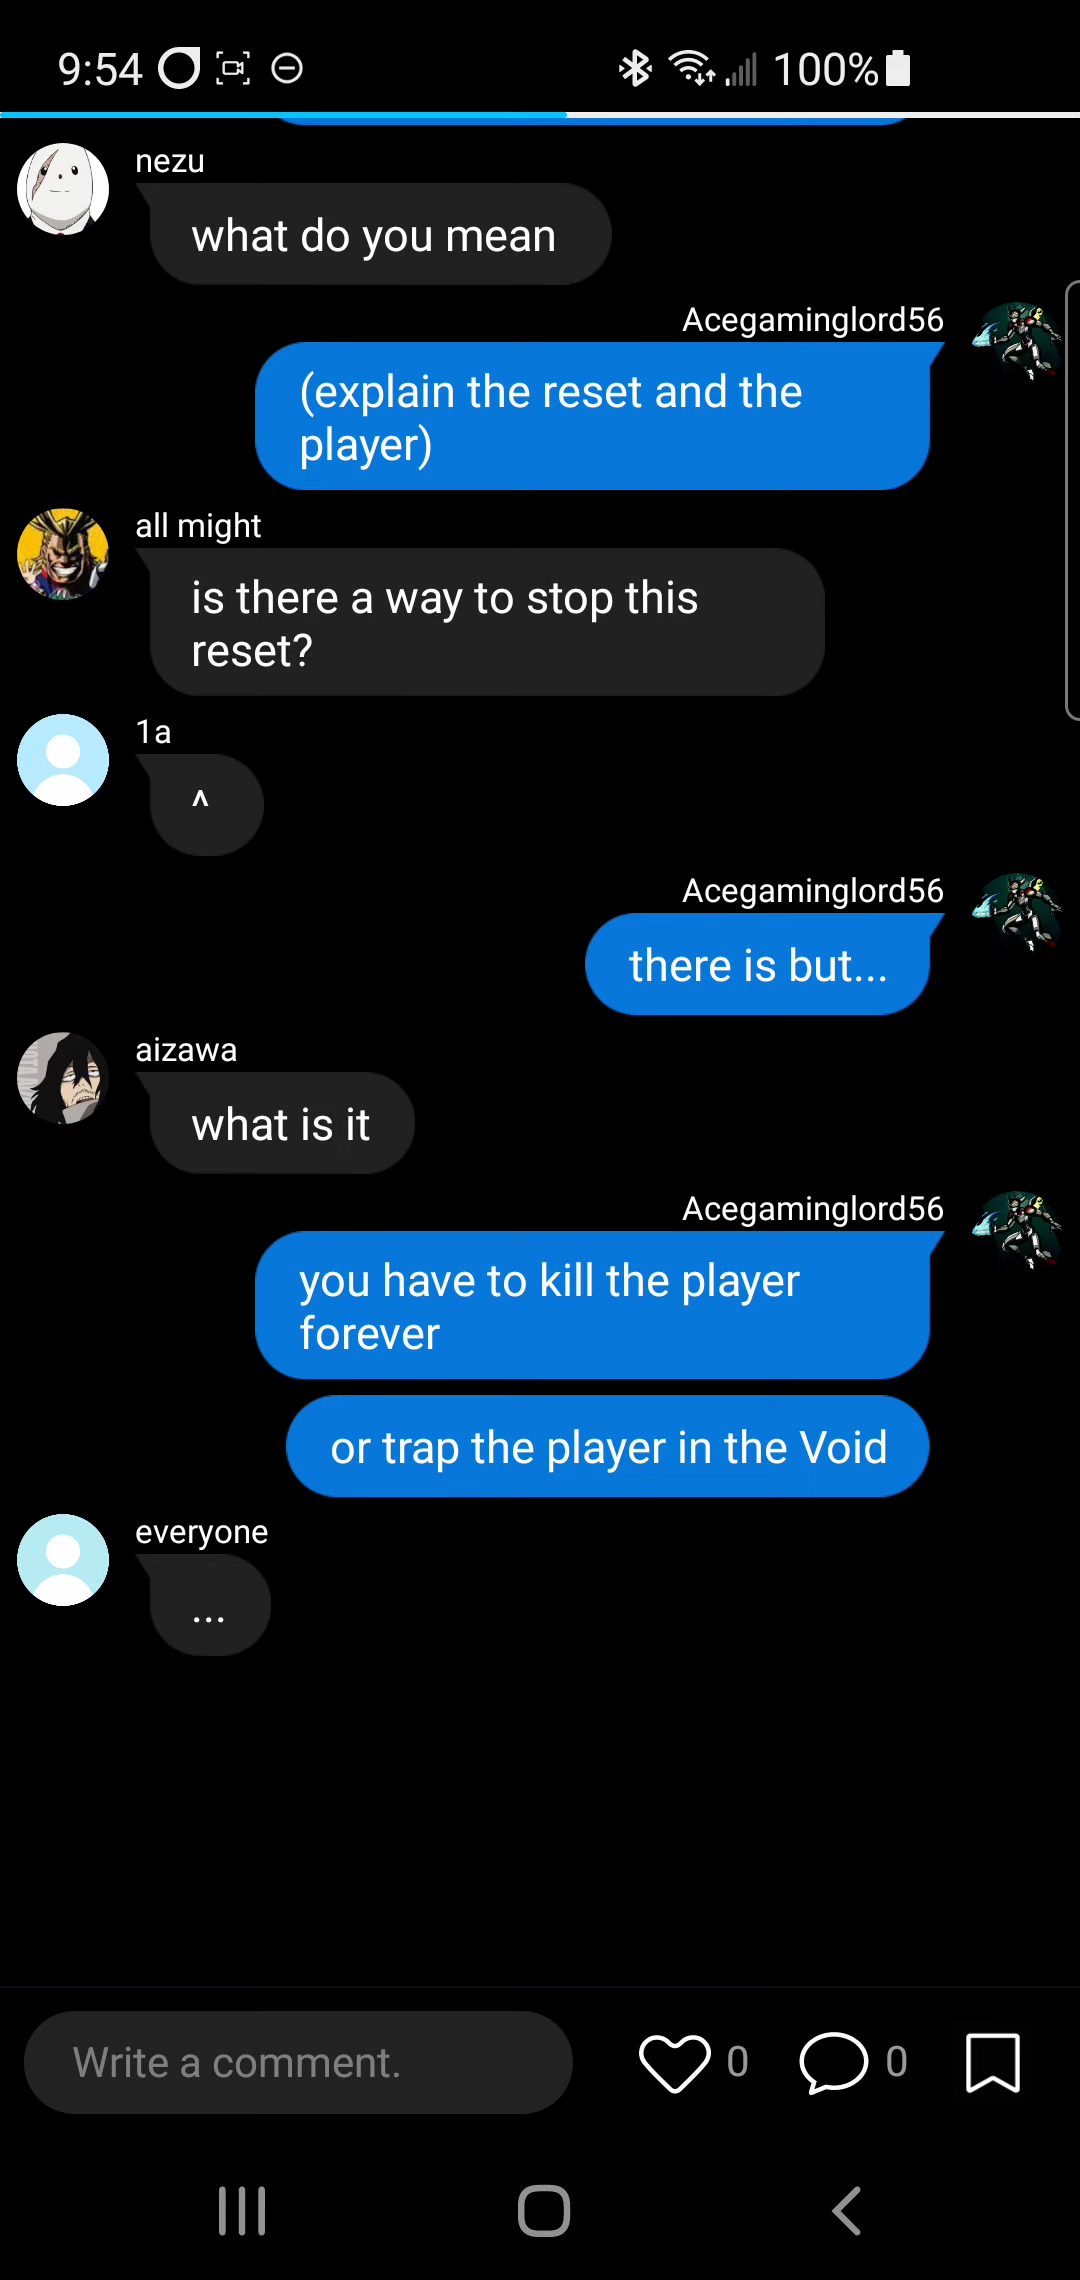 9:54
100%
nezu
what do you mean
Acegaminglord56
(explain the reset and the
player)
all might
is there a way to stop this
reset?
1a
^
Acegaminglord56
there is but...
aizawa
what is it
Acegaminglord56
you have to kill the player
forever
or trap the player in the Void
everyone
...
Write a comment.
0
0